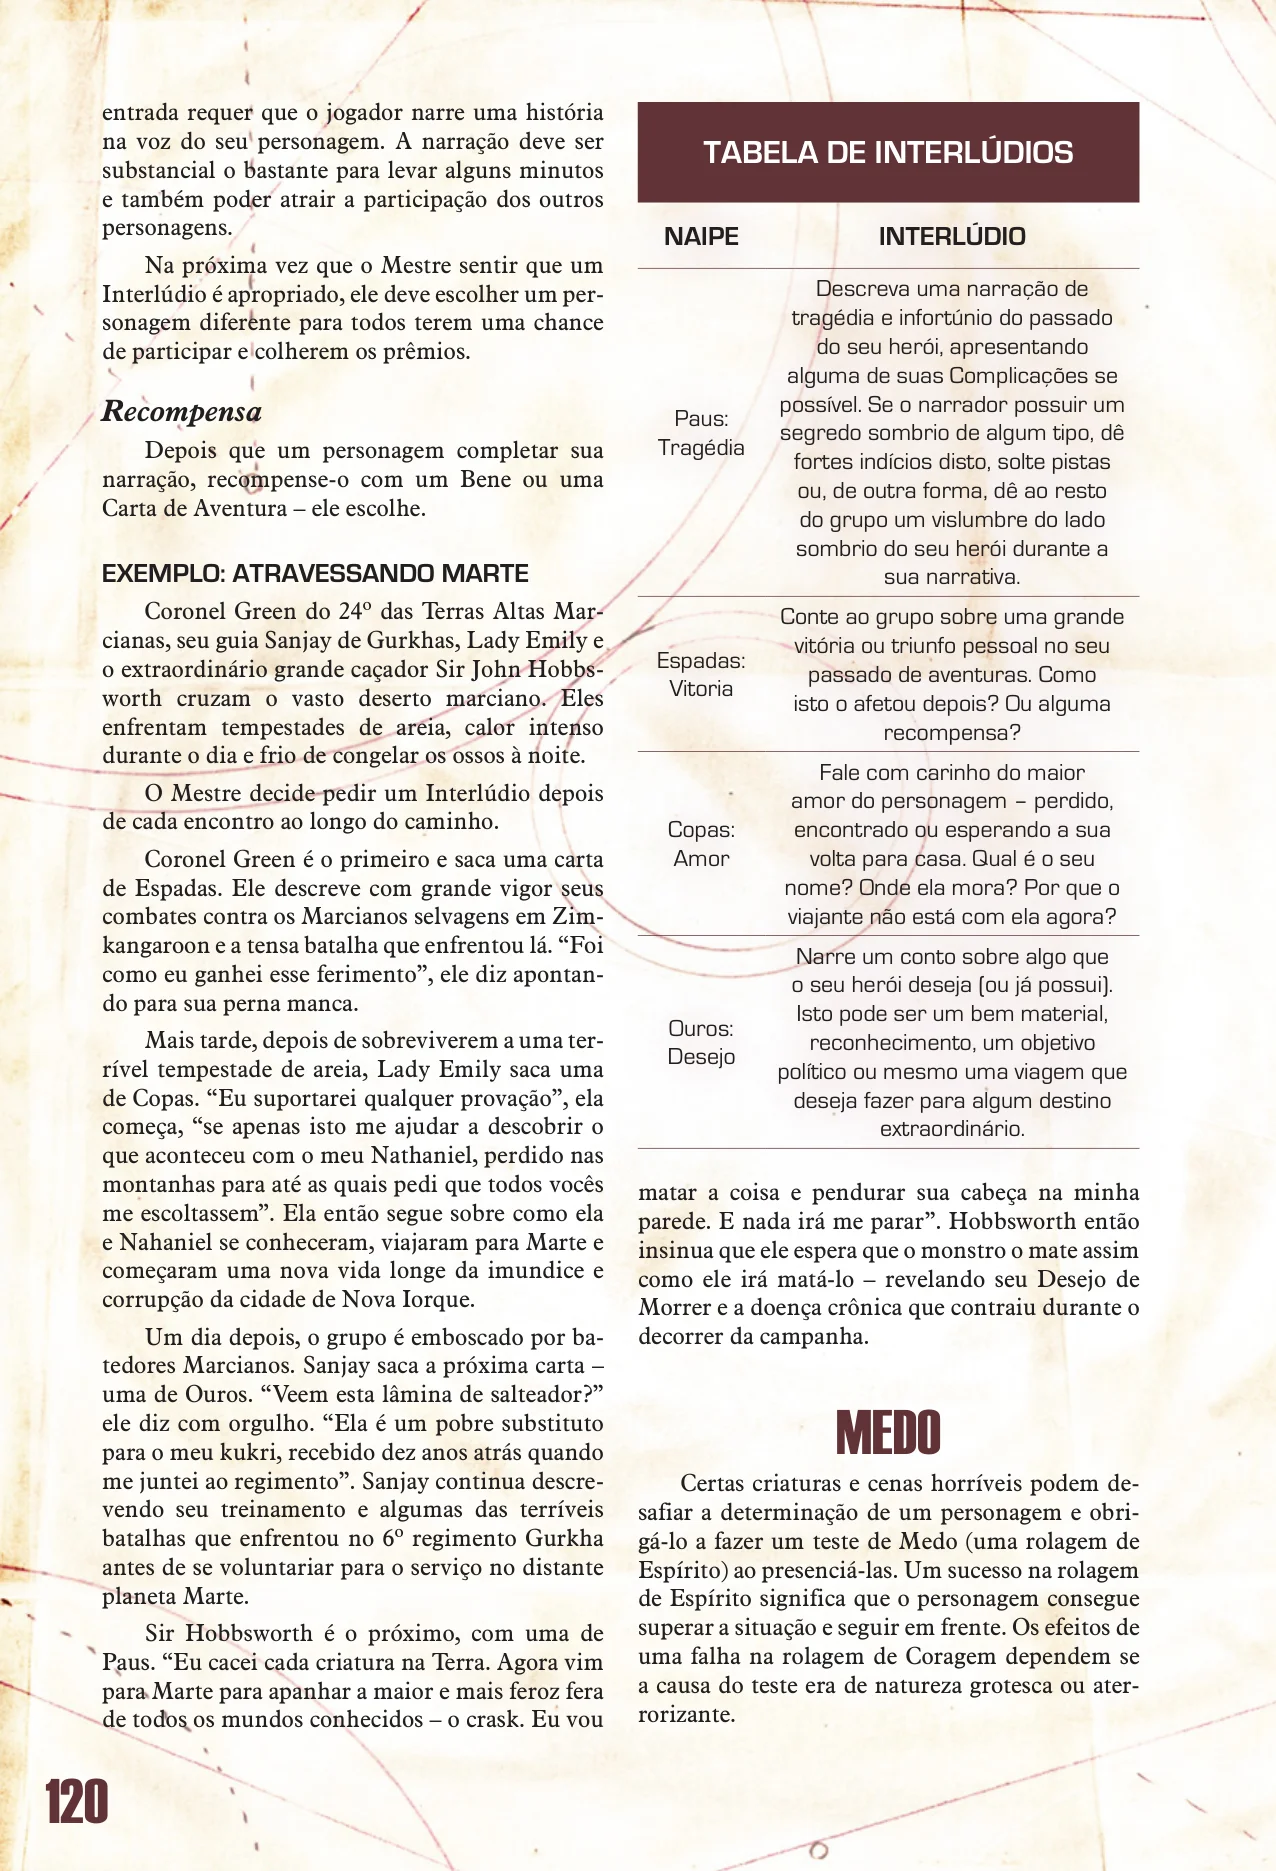 entrada requer que o jogador narre uma história
na voz do seu personagem. A narração deve ser
substancial o bastante para levar alguns minutos
e também poder atrair a participação dos outros
personagens.
Na próxima vez que o Mestre sentir que um
Interlúdio é apropriado, ele deve escolher um per-
sonagem diferente para todos terem uma chance
de participar e colherem os prêmios.
Recompensa
Depois que um personagem completar sua
narração, recompense-o com um Bene ou uma
Carta de Aventura – ele escolhe.
EXEMPLO: ATRAVESSANDO MARTE
Coronel Green do 24º das Terras Altas Mar-
cianas, seu guia Sanjay de Gurkhas, Lady Emily e
o extraordinário grande caçador Sir John Hobbs-
worth cruzam o vasto deserto marciano. Eles
enfrentam tempestades de areia, calor intenso
durante o dia e frio de congelar os ossos à noite.
O Mestre decide pedir um Interlúdio depois
de cada encontro ao longo do caminho.
Coronel Green é o primeiro e saca uma carta
de Espadas. Ele descreve com grande vigor seus
combates contra os Marcianos selvagens em Zim-
kangaroon e a tensa batalha que enfrentou lá. “Foi
como eu ganhei esse ferimento”, ele diz apontan-
do para sua perna manca.
Mais tarde, depois de sobreviverem a uma ter-
rível tempestade de areia, Lady Emily saca uma
de Copas. “Eu suportarei qualquer provação”, ela
começa, “se apenas isto me ajudar a descobrir o
que aconteceu com o meu Nathaniel, perdido nas
montanhas para até as quais pedi que todos vocês
me escoltassem”. Ela então segue sobre como ela
e Nahaniel se conheceram, viajaram para Marte e
começaram uma nova vida longe da imundice e
corrupção da cidade de Nova Iorque.
Um dia depois, o grupo é emboscado por ba-
tedores Marcianos. Sanjay saca a próxima carta –
uma de Ouros. “Veem esta lâmina de salteador?”
ele diz com orgulho. “Ela é um pobre substituto
para o meu kukri, recebido dez anos atrás quando
me juntei ao regimento”. Sanjay continua descre-
vendo seu treinamento e algumas das terríveis
batalhas que enfrentou no 6º regimento Gurkha
antes de se voluntariar para o serviço no distante
planeta Marte.
Sir Hobbsworth é o próximo, com uma de
Paus. “Eu cacei cada criatura na Terra. Agora vim
para Marte para apanhar a maior e mais feroz fera
de todos os mundos conhecidos – o crask. Eu vou
TABELA DE INTERLÚDIOS
NAIPE INTERLÚDIO
Paus:
Tragédia
Descreva uma narração de
tragédia e infortúnio do passado
do seu herói, apresentando
alguma de suas Complicações se
possível. Se o narrador possuir um
segredo sombrio de algum tipo, dê
fortes indícios disto, solte pistas
ou, de outra forma, dê ao resto
do grupo um vislumbre do lado
sombrio do seu herói durante a
sua narrativa.
Espadas:
Vitoria
Conte ao grupo sobre uma grande
vitória ou triunfo pessoal no seu
passado de aventuras. Como
isto o afetou depois? Ou alguma
recompensa?
Copas:
Amor
Fale com carinho do maior
amor do personagem – perdido,
encontrado ou esperando a sua
volta para casa. Qual é o seu
nome? Onde ela mora? Por que o
viajante não está com ela agora?
Ouros:
Desejo
Narre um conto sobre algo que
o seu herói deseja (ou já possui).
Isto pode ser um bem material,
reconhecimento, um objetivo
político ou mesmo uma viagem que
deseja fazer para algum destino
extraordinário.
matar a coisa e pendurar sua cabeça na minha
parede. E nada irá me parar”. Hobbsworth então
insinua que ele espera que o monstro o mate assim
como ele irá matá-lo – revelando seu Desejo de
Morrer e a doença crônica que contraiu durante o
decorrer da campanha.
MEDO
Certas criaturas e cenas horríveis podem de-
safiar a determinação de um personagem e obri-
gá-lo a fazer um teste de Medo (uma rolagem de
Espírito) ao presenciá-las. Um sucesso na rolagem
de Espírito significa que o personagem consegue
superar a situação e seguir em frente. Os efeitos de
uma falha na rolagem de Coragem dependem se
a causa do teste era de natureza grotesca ou ater-
rorizante.
120